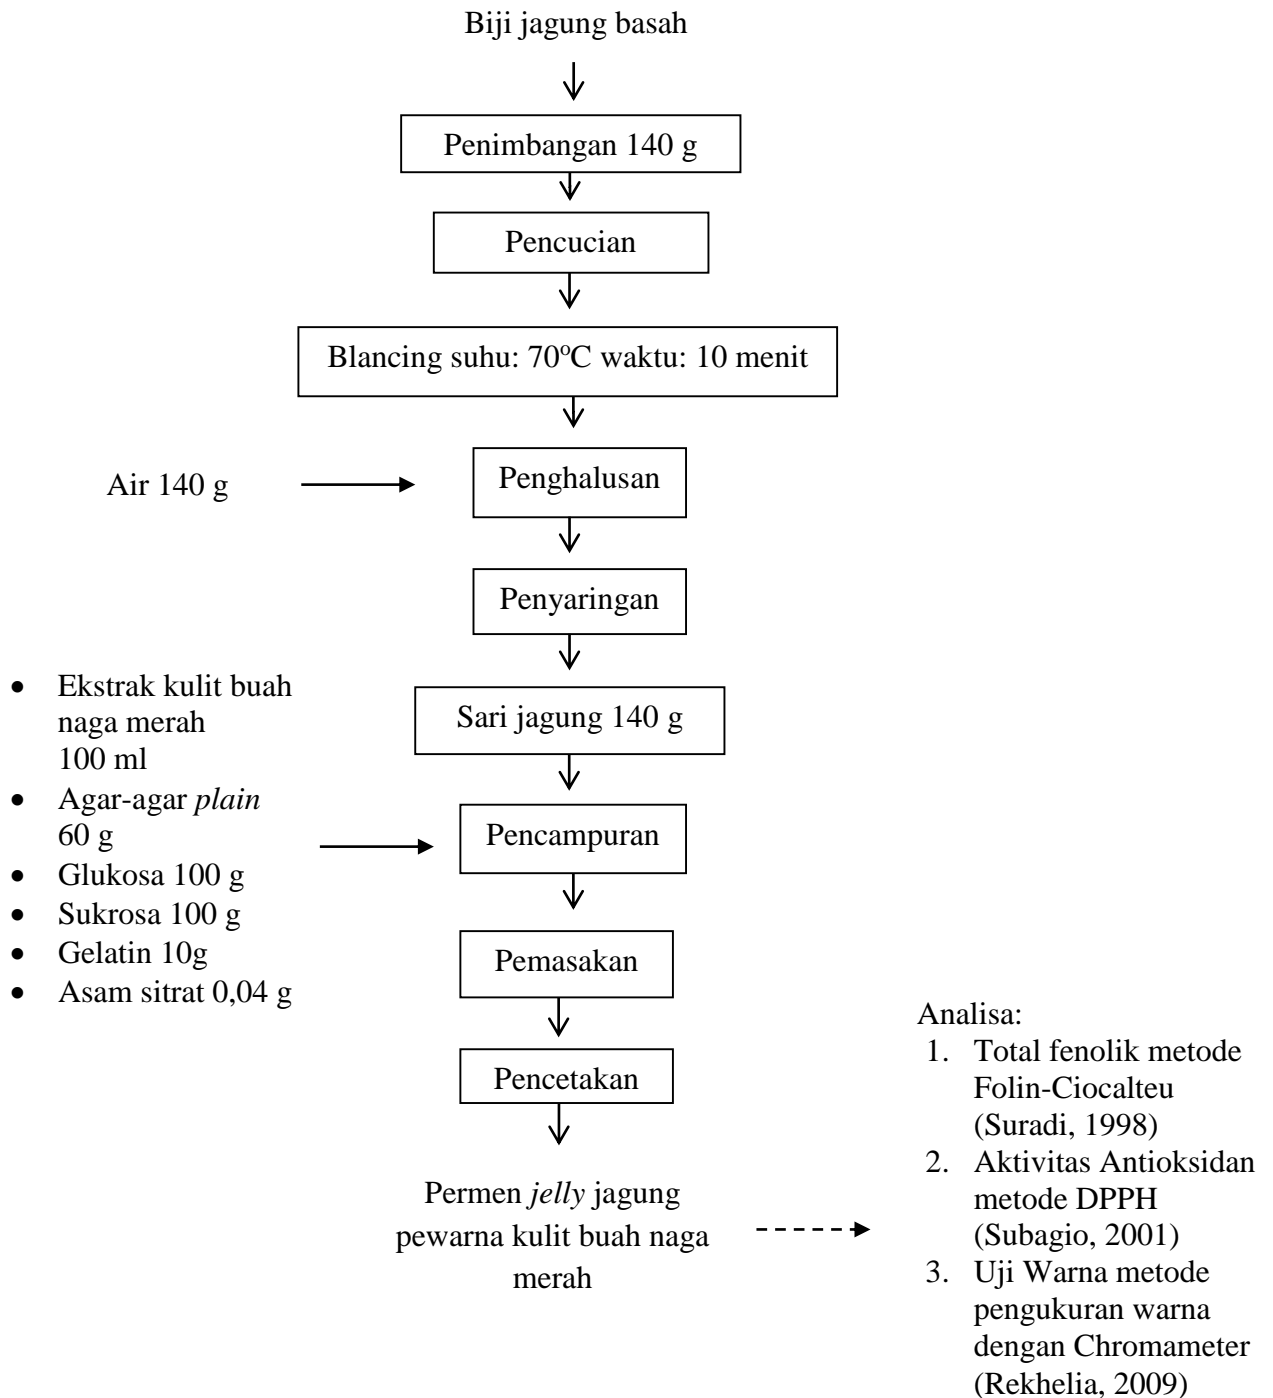 Biji jagung basah
Penimbangan 140 g
Pencucian
Blancing suhu: 70°C waktu: 10 menit
Air 140 g
Penghalusan
Penyaringan
Sari jagung 140 g
• Ekstrak kulit buah
naga merah
100 ml
• Agar-agar plain
60 g
• Glukosa 100 g
• Sukrosa 100 g
• Gelatin 10g
• Asam sitrat 0,04 g
Pencampuran
Pemasakan
Pencetakan
Permen jelly jagung
pewarna kulit buah naga
merah
Analisa:
1. Total fenolik metode
Folin-Ciocalteu
(Suradi, 1998)
2. Aktivitas Antioksidan
metode DPPH
(Subagio, 2001)
3. Uji Warna metode
pengukuran warna
dengan Chromameter
(Rekhelia, 2009)